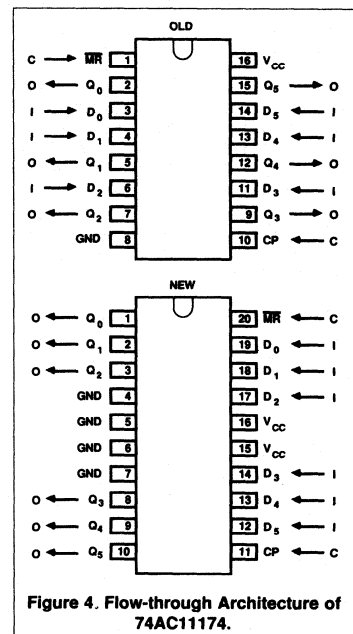 OLD
C MR 1 16 VCC
O Q0 2 15 Q5 O
I D0 3 14 D5 I
I D1 4 13 D4 I
O Q1 5 12 Q4 O
I D2 6 11 D3 I
O Q2 7 9 Q3 O
GND 8 10 CP C
NEW
O Q0 1 20 MR C
O Q1 2 19 D0 I
O Q2 3 18 D1 I
GND 4 17 D2 I
GND 5 16 VCC
GND 6 15 VCC
GND 7 14 D3 I
O Q3 8 13 D4 I
O Q4 9 12 D5 I
O Q5 10 11 CP C
Figure 4. Flow-through Architecture of
74AC11174.